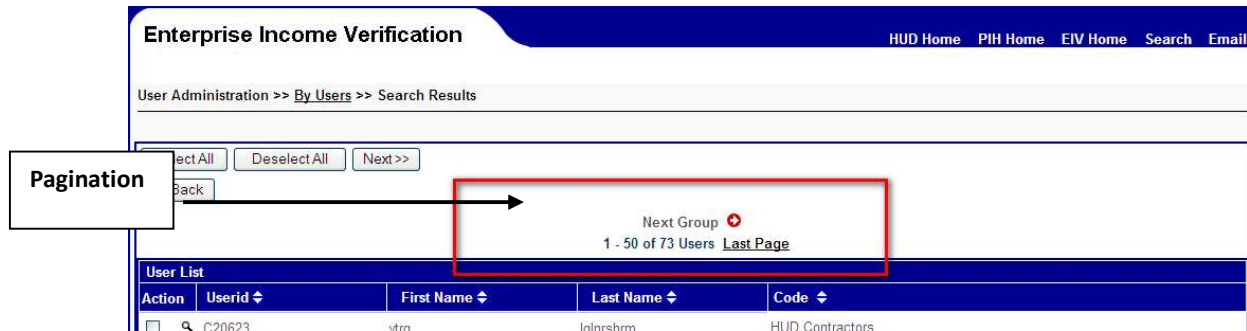 Enterprise Income Verification
HUD Home PIH Home EIV Home Search Email
User Administration >> By Users >> Search Results
ect All Deselect All Next >>
Pagination
Back
Next Group
1 - 50 of 73 Users Last Page
User List
Action Userid First Name Last Name Code
C20623 HUD Contractors